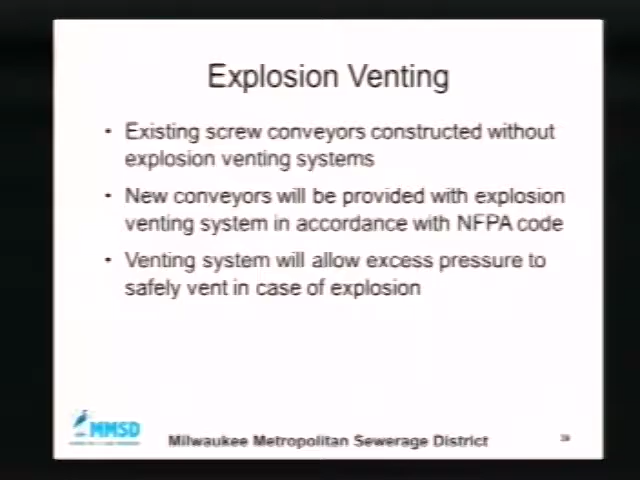 Explosion Venting
• Existing screw conveyors constructed without
explosion venting systems
• New conveyors will be provided with explosion
venting system in accordance with NFPA code
• Venting system will allow excess pressure to
safely vent in case of explosion
MMSD
Milwaukee Metropolitan Sewerage District